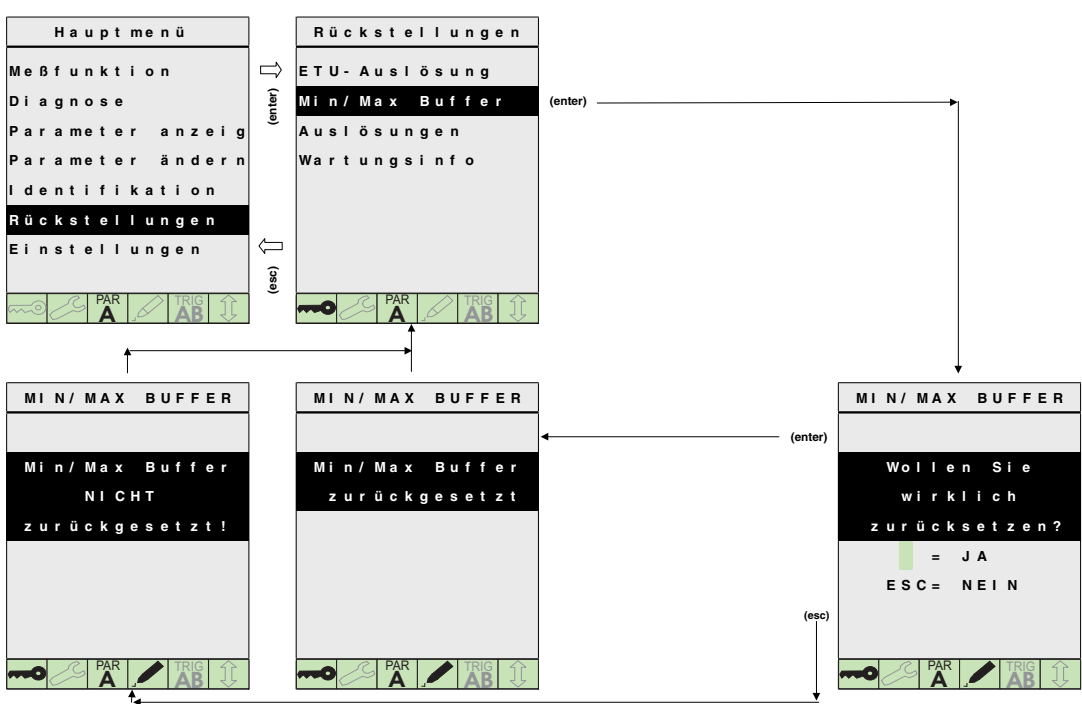 Hauptmenü
Meßfunktion
Diagnose
Parameter anzeig
Parameter ändern
Identifikation
Rückstellungen
Einstellungen
PAR
A
TRIG
AB
(enter)
(esc)
Rückstellungen
ETU-Auslösung
Min/Max Buffer
Auslösungen
Wartungsinfo
PAR
A
TRIG
AB
(enter)
MIN/MAX BUFFER
Min/Max Buffer
NICHT
zurückgesetzt!
PAR
A
TRIG
AB
MIN/MAX BUFFER
Min/Max Buffer
zurückgesetzt
PAR
A
TRIG
AB
(enter)
(esc)
MIN/MAX BUFFER
Wollen Sie
wirklich
zurücksetzen?
= JA
ESC= NEIN
PAR
A
TRIG
AB